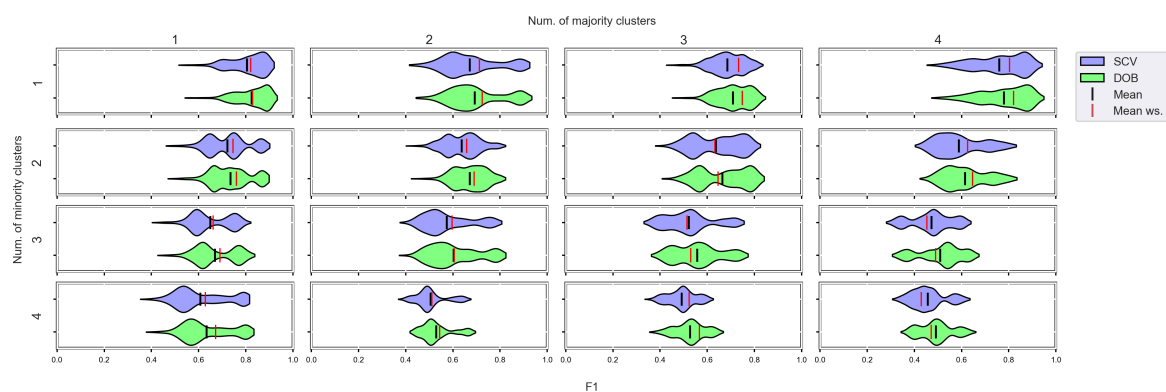 Num. of majority clusters
1 2 3 4
Num. of minority clusters
1
2
3
4
SCV
DOB
Mean
Mean ws.
0.0 0.2 0.4 0.6 0.8 1.0 0.0 0.2 0.4 0.6 0.8 1.0 0.0 0.2 0.4 0.6 0.8 1.0 0.0 0.2 0.4 0.6 0.8 1.0
F1